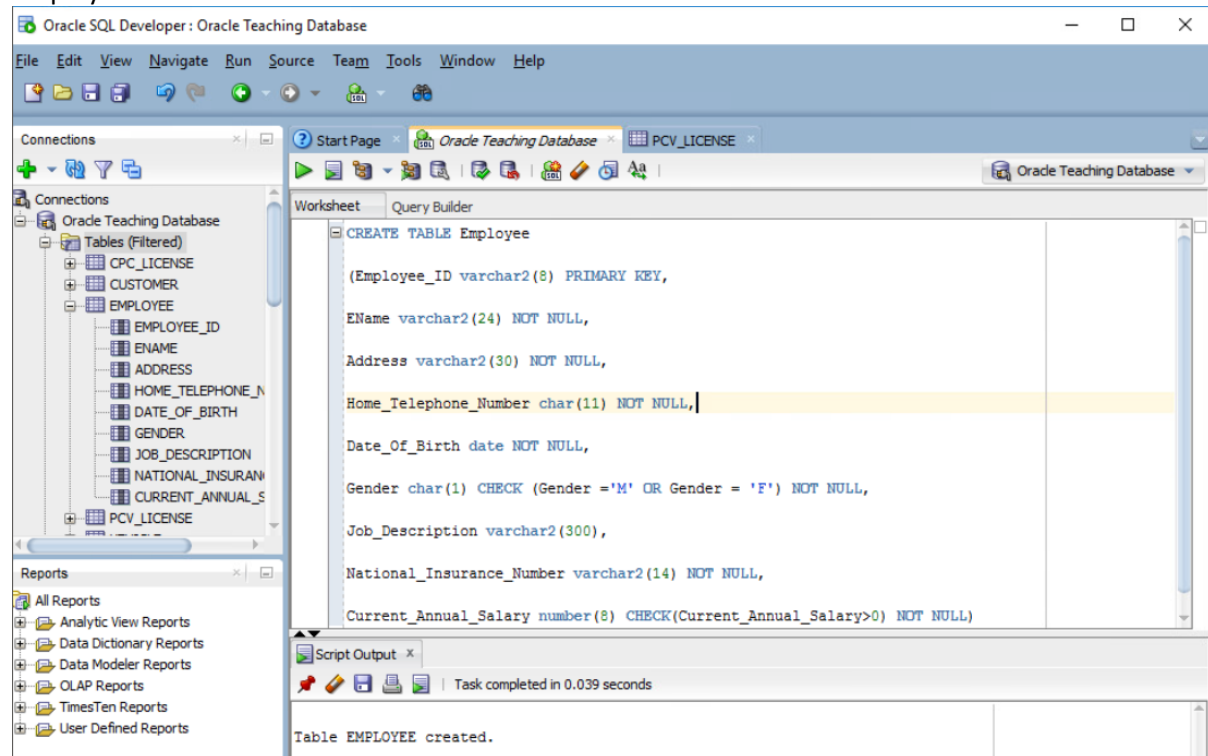 Oracle SQL Developer : Oracle Teaching Database
File Edit View Navigate Run Source Team Tools Window Help
Connections
Start Page
Oracle Teaching Database
PCV_LICENSE
Oracle Teaching Database
Connections
Oracle Teaching Database
Tables (Filtered)
CPC_LICENSE
CUSTOMER
EMPLOYEE
EMPLOYEE_ID
ENAME
ADDRESS
HOME_TELEPHONE_N
DATE_OF_BIRTH
GENDER
JOB_DESCRIPTION
NATIONAL_INSURAN
CURRENT_ANNUAL_S
PCV_LICENSE
Worksheet Query Builder
CREATE TABLE Employee
(Employee_ID varchar2(8) PRIMARY KEY,
EName varchar2(24) NOT NULL,
Address varchar2(30) NOT NULL,
Home_Telephone_Number char(11) NOT NULL,
Date_Of_Birth date NOT NULL,
Gender char(1) CHECK (Gender ='M' OR Gender = 'F') NOT NULL,
Job_Description varchar2(300),
National_Insurance_Number varchar2(14) NOT NULL,
Current_Annual_Salary number(8) CHECK(Current_Annual_Salary>0) NOT NULL)
Reports
All Reports
Analytic View Reports
Data Dictionary Reports
Data Modeler Reports
OLAP Reports
TimesTen Reports
User Defined Reports
Script Output
Task completed in 0.039 seconds
Table EMPLOYEE created.